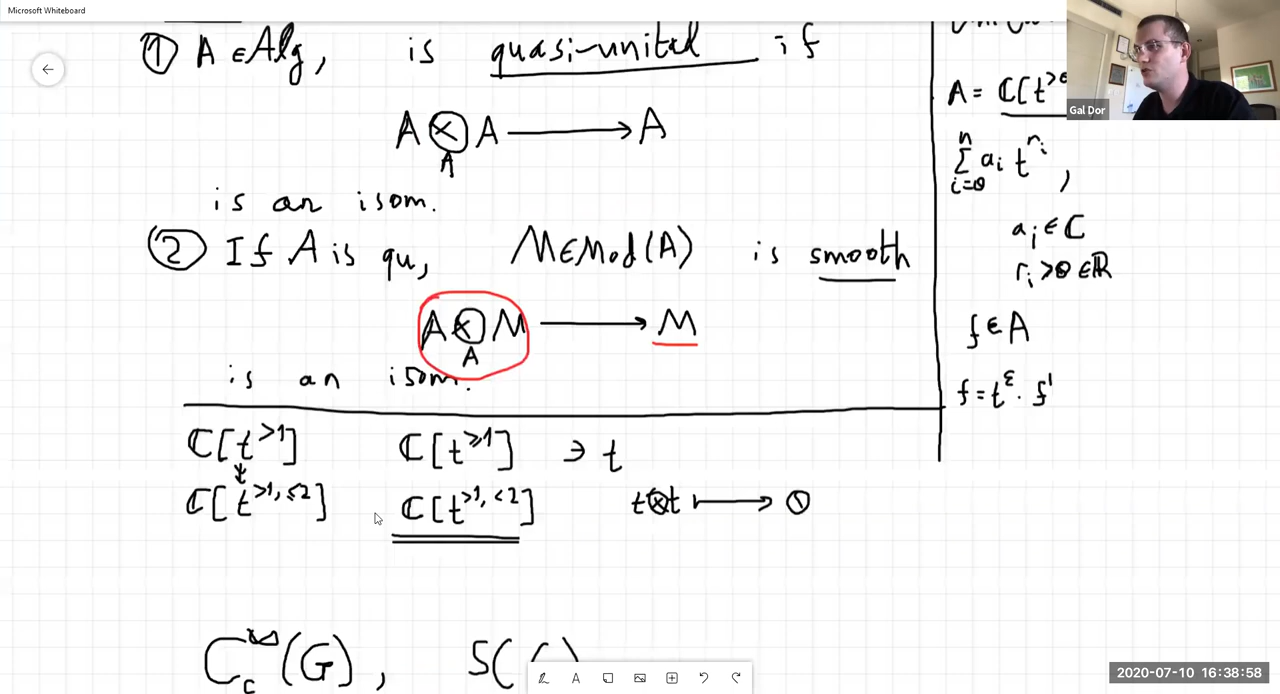 Microsoft Whiteboard
① A ∈ Alg, is quasi-unital if
A ⊗_A A ⟶ A
is an isom.
② If A is qu, M∈Mod(A) is smooth
A ⊗_A M ⟶ M
is an isom.
ℂ[t^{>1}] ℂ[t^{≥1}] ∋ t
ℂ[t^{>1,≤2}] ℂ[t^{>1,<2}] t⊗t ⟼ 0
C_c^∞(G), S(
A = ℂ[t^{>0
Σ_{i=0}^n a_i t^{r_i},
a_i ∈ ℂ
r_i > 0 ∈ ℝ
f ∈ A
f = t^ε · f'
Gal Dor
A
2020-07-10 16:38:58